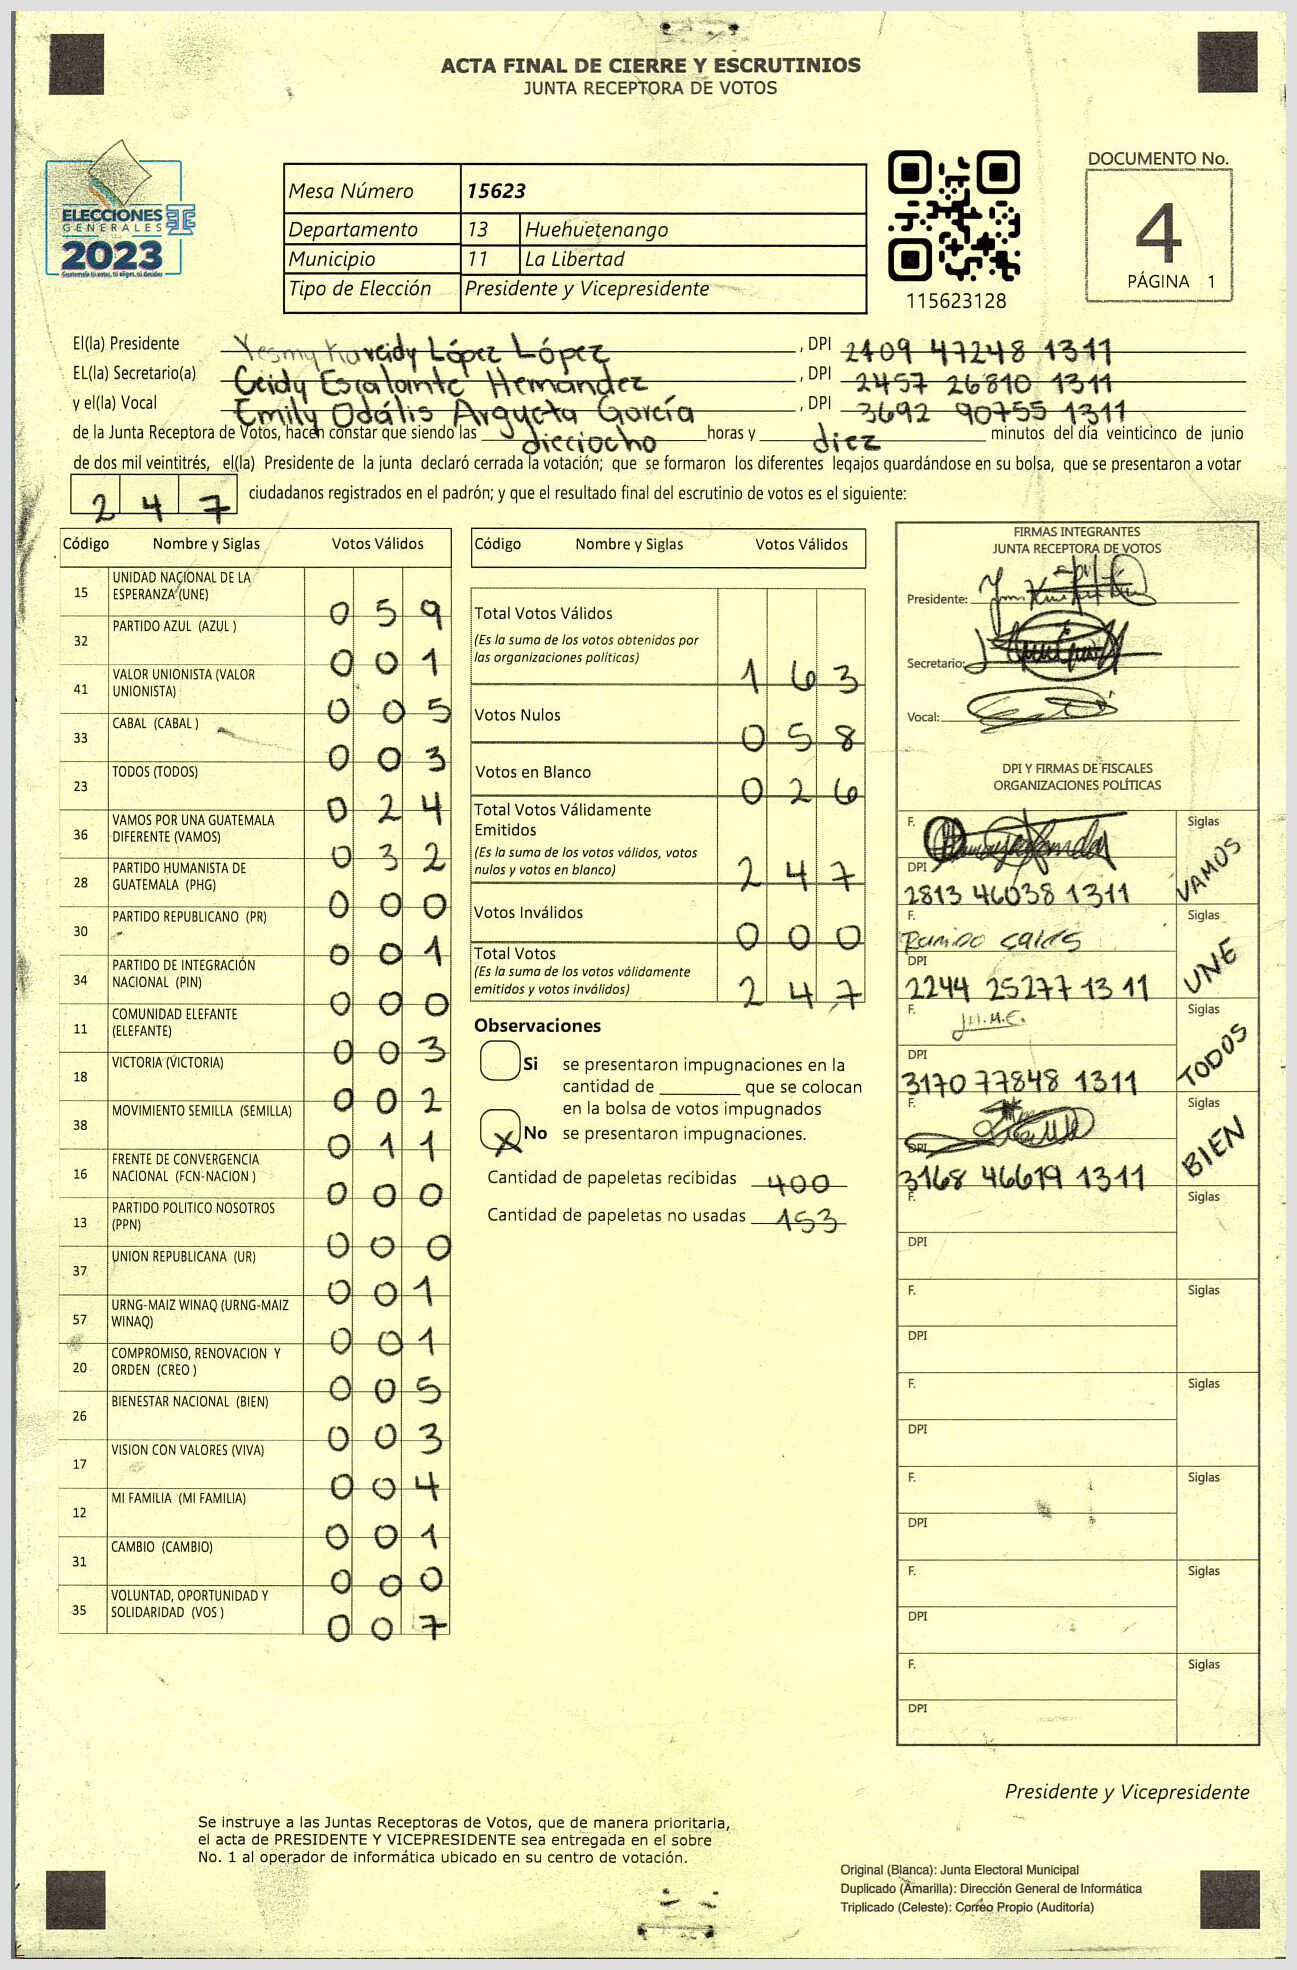 ACTA FINAL DE CIERRE Y ESCRUTINIOS
JUNTA RECEPTORA DE VOTOS
ELECCIONES
GENERALES
2023
Mesa Número 15623
Departamento 13 Huehuetenango
Municipio 11 La Libertad
Tipo de Elección Presidente y Vicepresidente
115623128
DOCUMENTO No.
4
PÁGINA 1
El(la) Presidente López López , DPI 2109 47248 1311
EL(la) Secretario(a) Ceidy Escalante Hernandez , DPI 2457 26810 1311
y el(la) Vocal Emily Odális Argueta García , DPI 3692 90755 1311
de la Junta Receptora de Votos, hacen constar que siendo las dieciocho horas y diez minutos del día veinticinco de junio
de dos mil veintitrés, el(la) Presidente de la junta declaró cerrada la votación; que se formaron los diferentes legajos guardándose en su bolsa, que se presentaron a votar
2 4 7 ciudadanos registrados en el padrón; y que el resultado final del escrutinio de votos es el siguiente:
Código Nombre y Siglas Votos Válidos
15 UNIDAD NACIONAL DE LA
ESPERANZA (UNE) 0 5 9
32 PARTIDO AZUL (AZUL ) 0 0 1
41 VALOR UNIONISTA (VALOR
UNIONISTA) 0 0 5
33 CABAL (CABAL ) 0 0 3
23 TODOS (TODOS) 0 2 4
36 VAMOS POR UNA GUATEMALA
DIFERENTE (VAMOS) 0 3 2
28 PARTIDO HUMANISTA DE
GUATEMALA (PHG) 0 0 0
30 PARTIDO REPUBLICANO (PR) 0 0 1
34 PARTIDO DE INTEGRACIÓN
NACIONAL (PIN) 0 0 0
11 COMUNIDAD ELEFANTE
(ELEFANTE) 0 0 3
18 VICTORIA (VICTORIA) 0 0 2
38 MOVIMIENTO SEMILLA (SEMILLA) 0 1 1
16 FRENTE DE CONVERGENCIA
NACIONAL (FCN-NACION ) 0 0 0
13 PARTIDO POLITICO NOSOTROS
(PPN) 0 0 0
37 UNION REPUBLICANA (UR) 0 0 1
57 URNG-MAIZ WINAQ (URNG-MAIZ
WINAQ) 0 0 1
20 COMPROMISO, RENOVACION Y
ORDEN (CREO ) 0 0 5
26 BIENESTAR NACIONAL (BIEN) 0 0 3
17 VISION CON VALORES (VIVA) 0 0 4
12 MI FAMILIA (MI FAMILIA) 0 0 1
31 CAMBIO (CAMBIO) 0 0 0
35 VOLUNTAD, OPORTUNIDAD Y
SOLIDARIDAD (VOS ) 0 0 7
Código Nombre y Siglas Votos Válidos
Total Votos Válidos
(Es la suma de los votos obtenidos por
las organizaciones políticas) 1 6 3
Votos Nulos 0 5 8
Votos en Blanco 0 2 6
Total Votos Válidamente
Emitidos
(Es la suma de los votos válidos, votos
nulos y votos en blanco) 2 4 7
Votos Inválidos 0 0 0
Total Votos
(Es la suma de los votos válidamente
emitidos y votos inválidos) 2 4 7
Observaciones
Si se presentaron impugnaciones en la
cantidad de ________ que se colocan
en la bolsa de votos impugnados
X No se presentaron impugnaciones.
Cantidad de papeletas recibidas 400
Cantidad de papeletas no usadas 153
FIRMAS INTEGRANTES
JUNTA RECEPTORA DE VOTOS
Presidente:
Secretario:
Vocal:
DPI Y FIRMAS DE FISCALES
ORGANIZACIONES POLÍTICAS
F. Siglas
DPI VAMOS
2813 46038 1311
F. Siglas
DPI UNE
2244 25277 1311
F. J.M.M.C. Siglas
DPI TODOS
3170 77848 1311
F. Siglas
DPI BIEN
3168 46619 1311
F. Siglas
DPI
F. Siglas
DPI
F. Siglas
DPI
F. Siglas
DPI
F. Siglas
DPI
F. Siglas
DPI
Presidente y Vicepresidente
Se instruye a las Juntas Receptoras de Votos, que de manera prioritaria,
el acta de PRESIDENTE Y VICEPRESIDENTE sea entregada en el sobre
No. 1 al operador de informática ubicado en su centro de votación.
Original (Blanca): Junta Electoral Municipal
Duplicado (Amarilla): Dirección General de Informática
Triplicado (Celeste): Correo Propio (Auditoría)